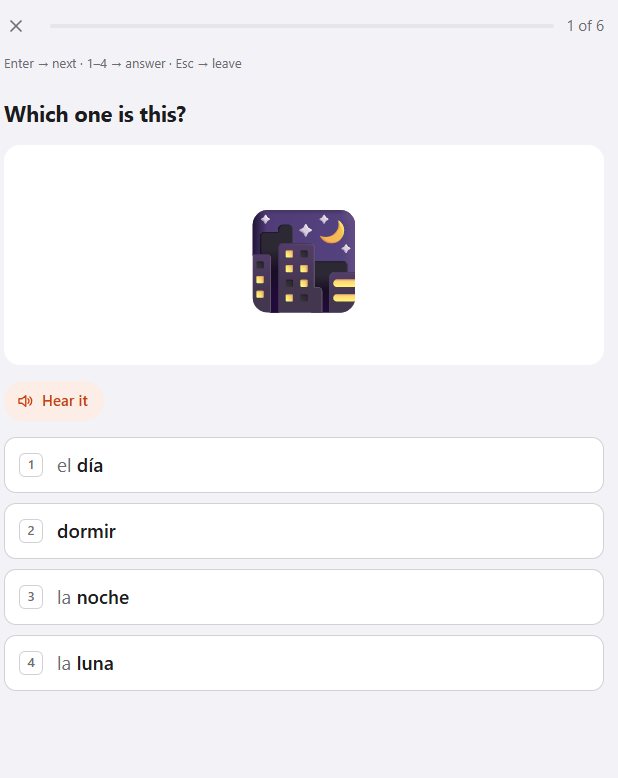 1 of 6
Enter → next · 1–4 → answer · Esc → leave
Which one is this?
Hear it
1 el día
2 dormir
3 la noche
4 la luna